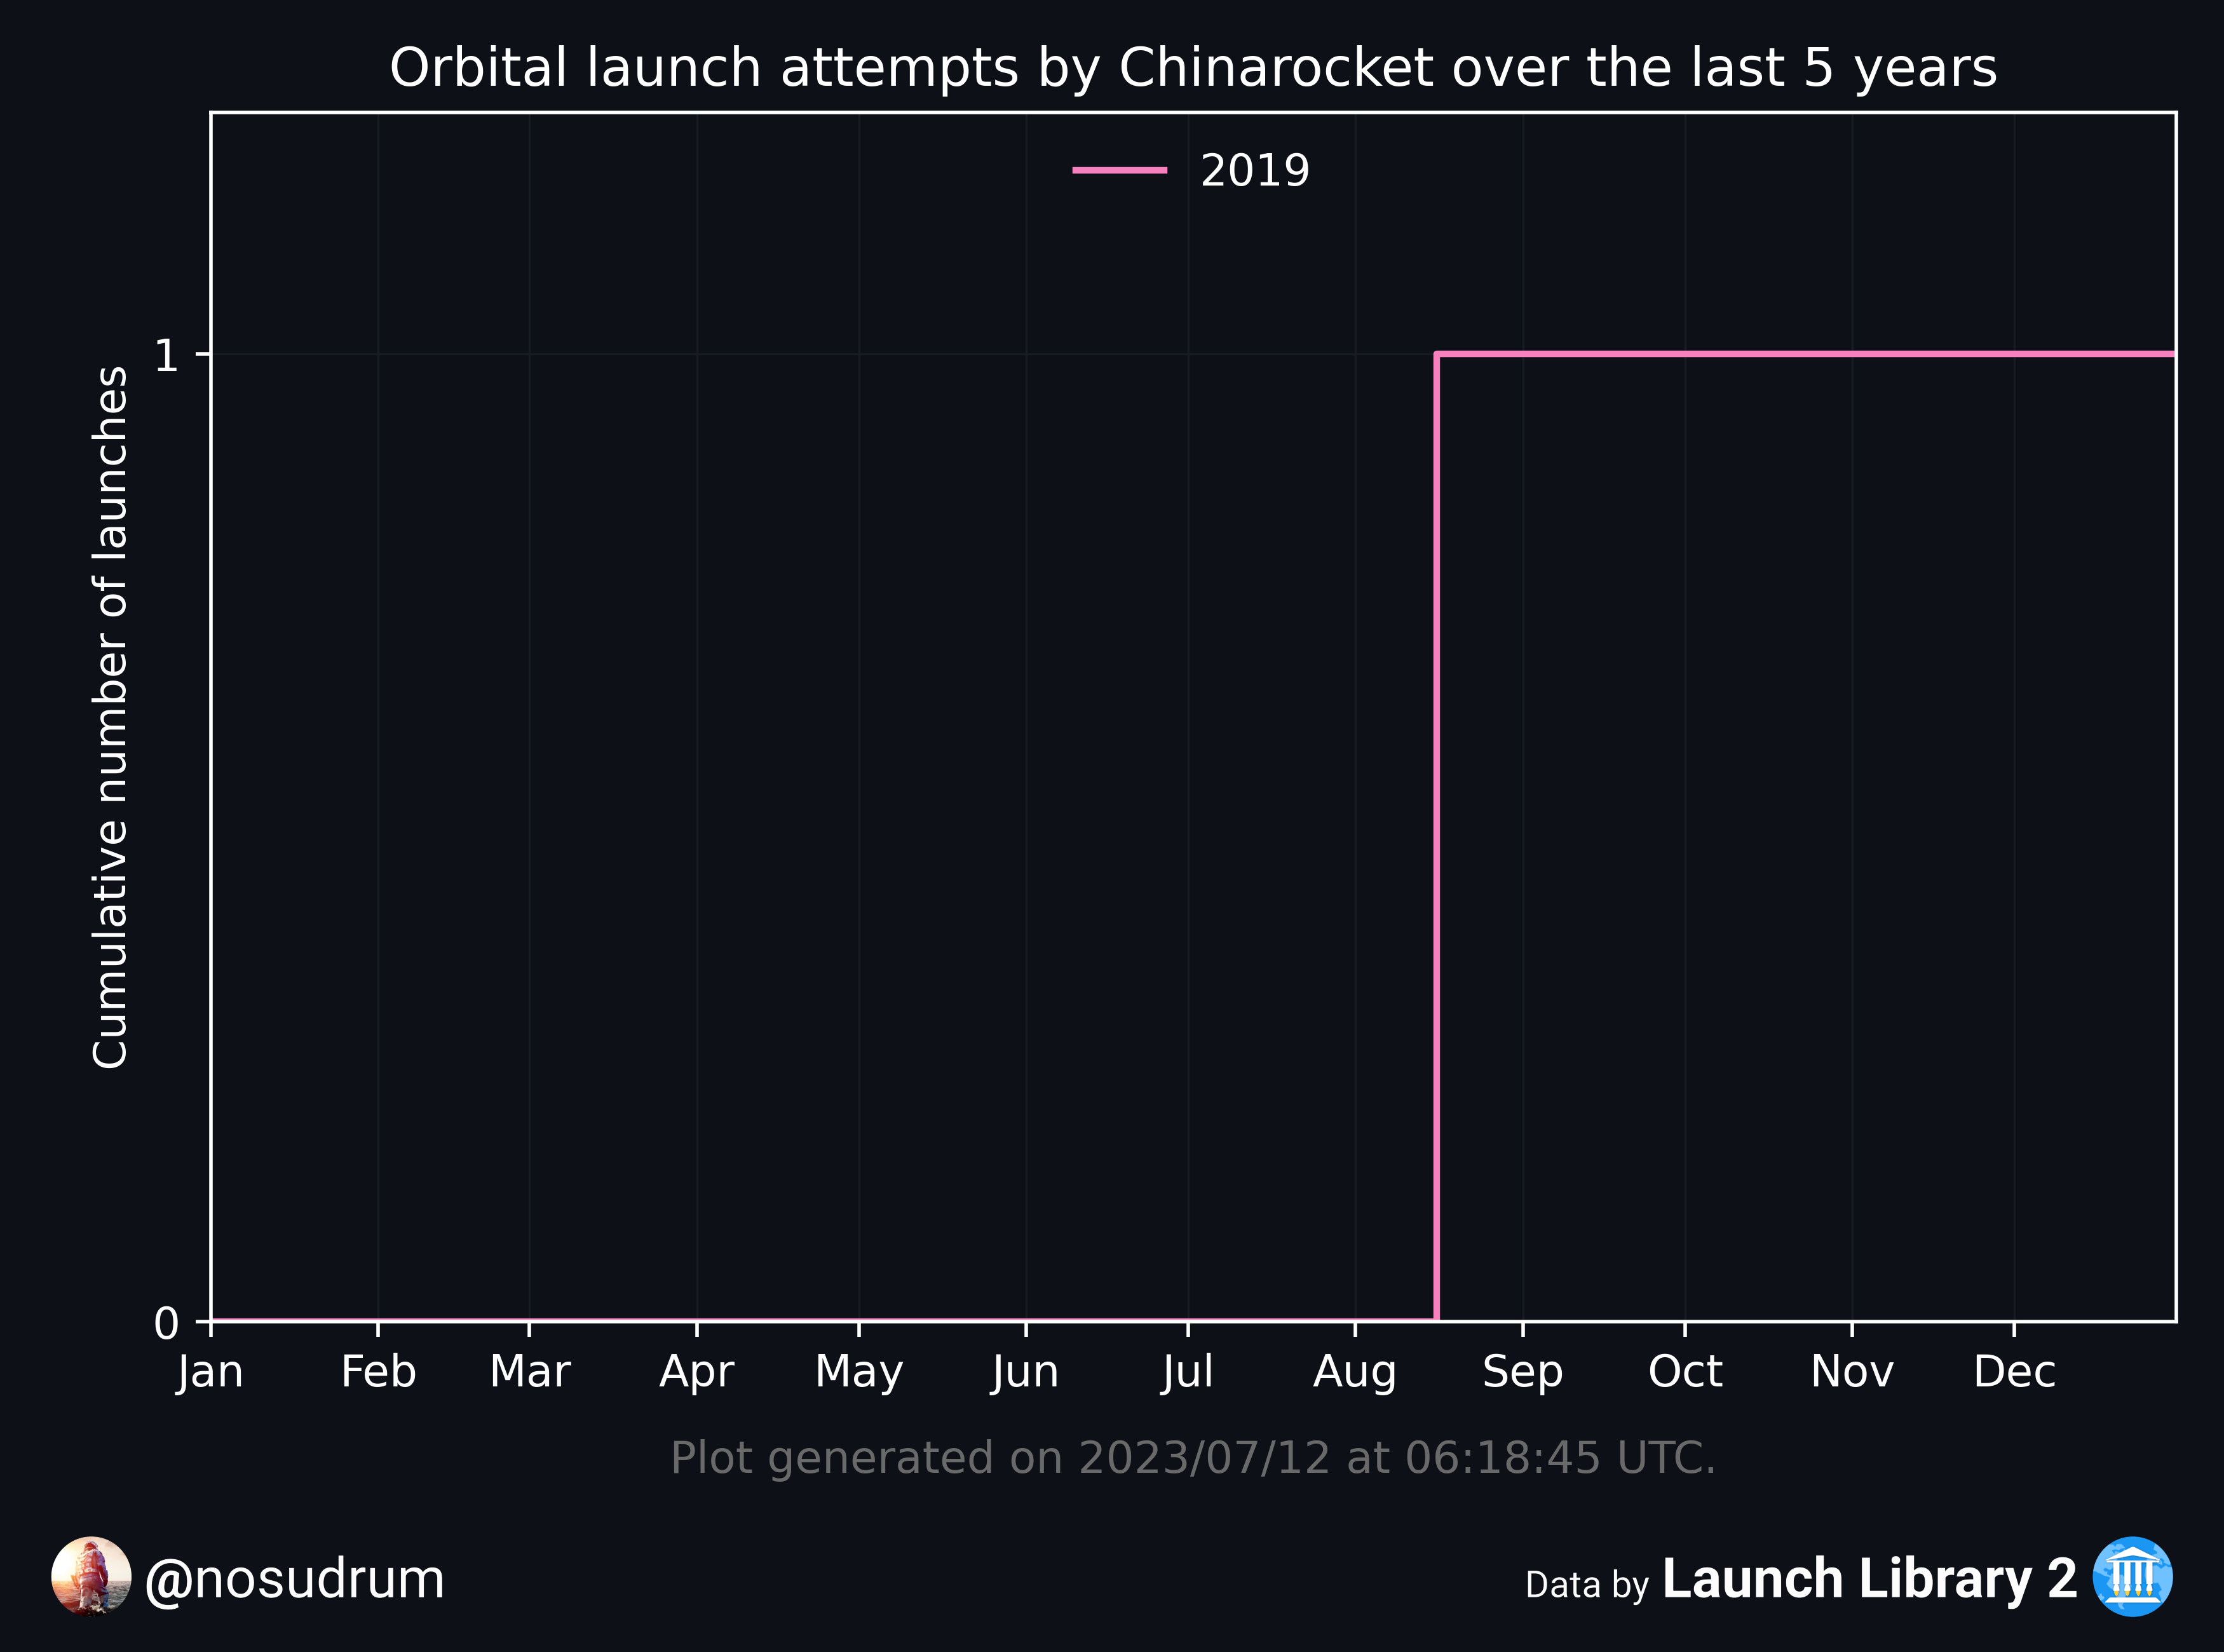 Orbital launch attempts by Chinarocket over the last 5 years
2019
Cumulative number of launches
1
0
Jan Feb Mar Apr May Jun Jul Aug Sep Oct Nov Dec
Plot generated on 2023/07/12 at 06:18:45 UTC.
@nosudrum
Data by Launch Library 2